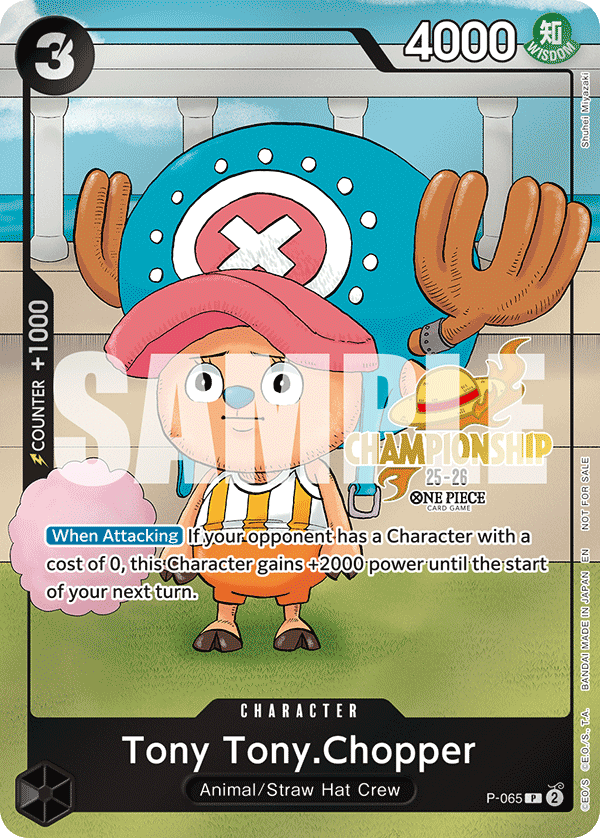 3
4000
知
WISDOM
Shuhei Miyazaki
COUNTER +1000
SAMPLE
CHAMPIONSHIP
25-26
ONE PIECE
CARD GAME
When Attacking If your opponent has a Character with a
cost of 0, this Character gains +2000 power until the start
of your next turn.
©E.O./S. ©E.O./S., T.A. BANDAI MADE IN JAPAN EN NOT FOR SALE
CHARACTER
Tony Tony.Chopper
Animal/Straw Hat Crew
P-065 P 2